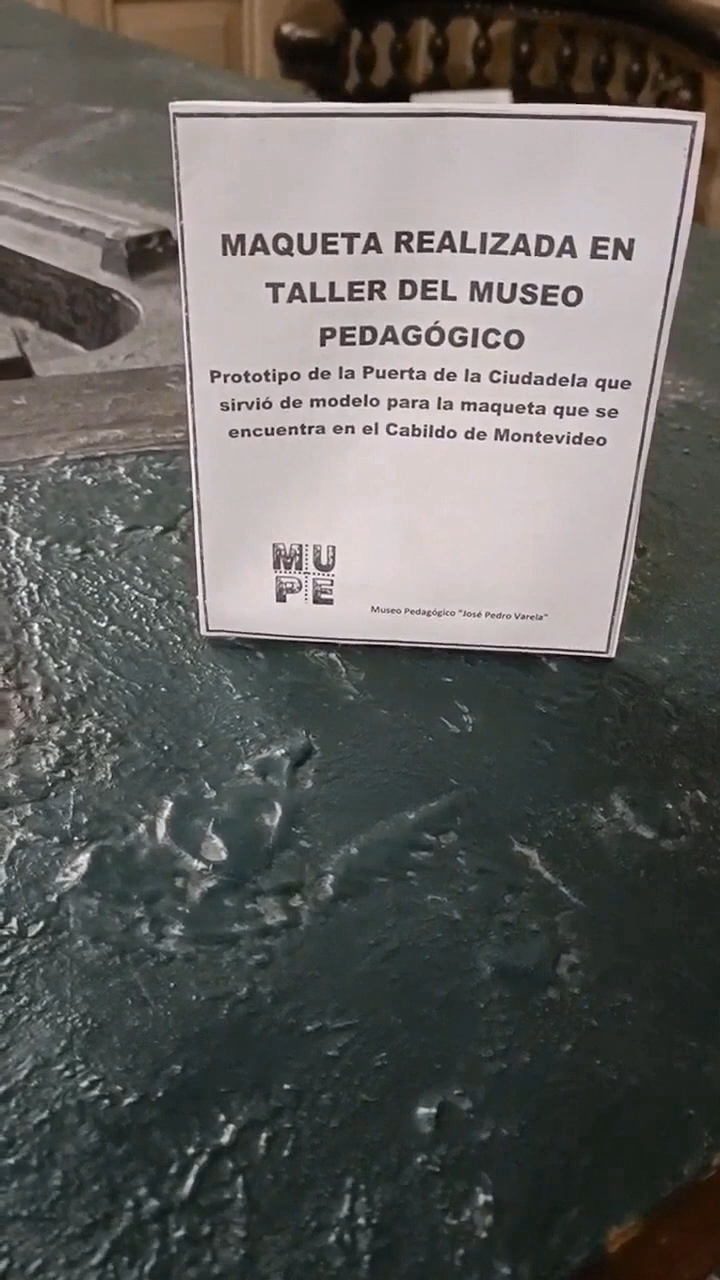 MAQUETA REALIZADA EN
TALLER DEL MUSEO
PEDAGÓGICO
Prototipo de la Puerta de la Ciudadela que
sirvió de modelo para la maqueta que se
encuentra en el Cabildo de Montevideo
MU
PE
Museo Pedagógico "José Pedro Varela"